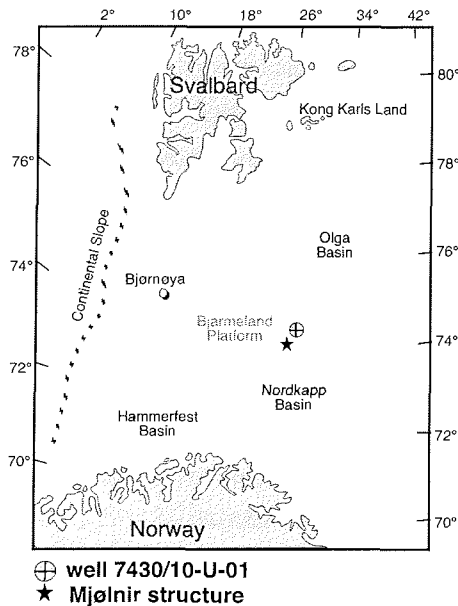 2° 10° 18° 26° 34° 42°
78°
80°
Svalbard
Kong Karls Land
76°
78°
Continental Slope
Olga
Basin
76°
74°
Bjørnøya
Bjarmeland
Platform
74°
72°
Nordkapp
Basin
Hammerfest
Basin
72°
70°
Norway
70°
well 7430/10-U-01
Mjølnir structure